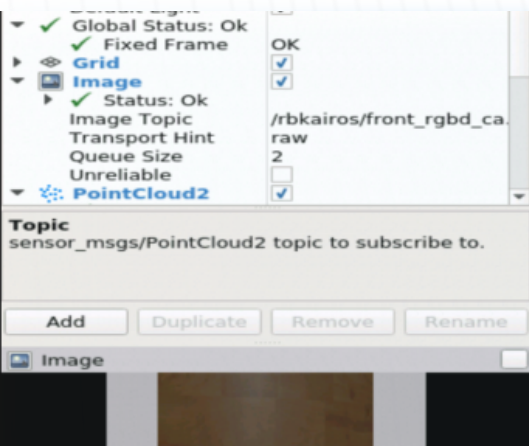 Global Status: Ok
Fixed Frame OK
Grid
Image
Status: Ok
Image Topic /rbkairos/front_rgbd_ca.
Transport Hint raw
Queue Size 2
Unreliable
PointCloud2
Topic
sensor_msgs/PointCloud2 topic to subscribe to.
Add Duplicate Remove Rename
Image